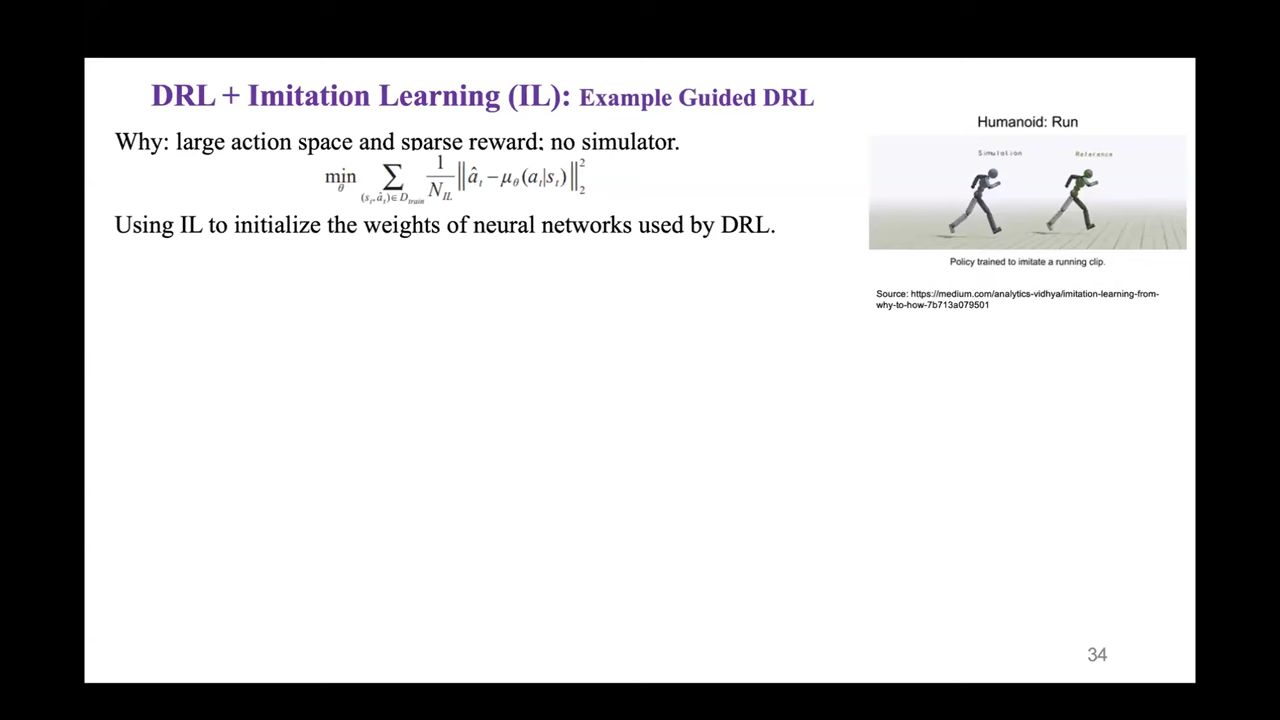 DRL + Imitation Learning (IL): Example Guided DRL
Why: large action space and sparse reward; no simulator.
min_θ ∑_{(s_t, â_t)∈ D_train} 1/N_IL ‖â_t − μ_θ(a_t|s_t)‖_2^2
Using IL to initialize the weights of neural networks used by DRL.
Humanoid: Run
Simulation Reference
Policy trained to imitate a running clip.
Source: https://medium.com/analytics-vidhya/imitation-learning-from-
why-to-how-7b713a079501
34